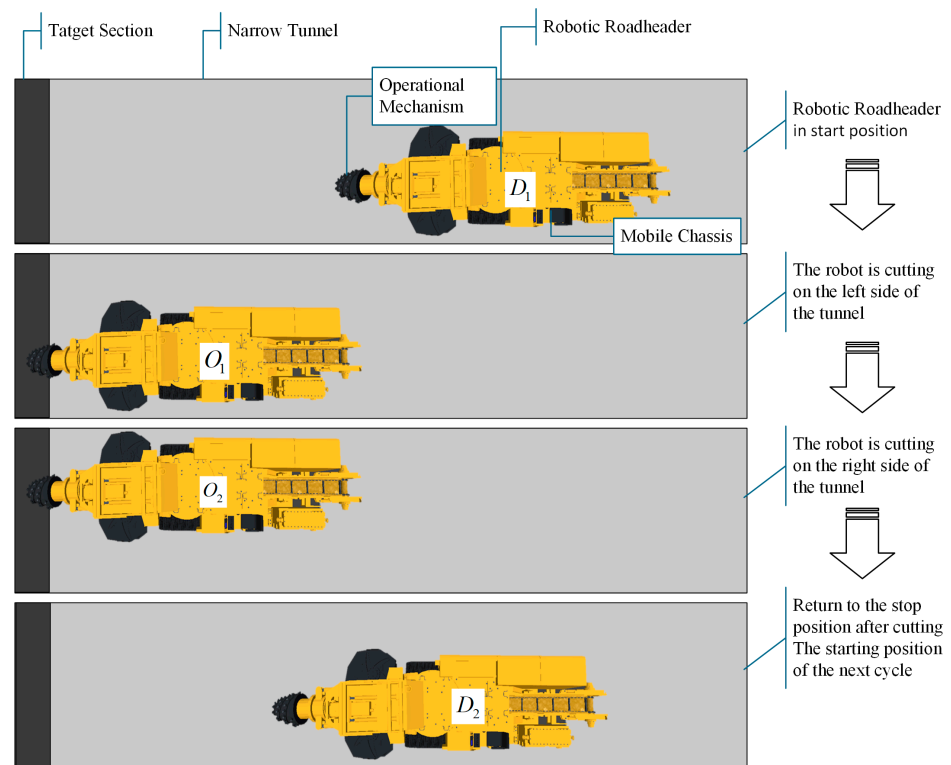 Tatget Section
Narrow Tunnel
Robotic Roadheader
Operational
Mechanism
D₁
Mobile Chassis
Robotic Roadheader
in start position
O₁
The robot is cutting
on the left side of
the tunnel
O₂
The robot is cutting
on the right side of
the tunnel
D₂
Return to the stop
position after cutting
The starting position
of the next cycle